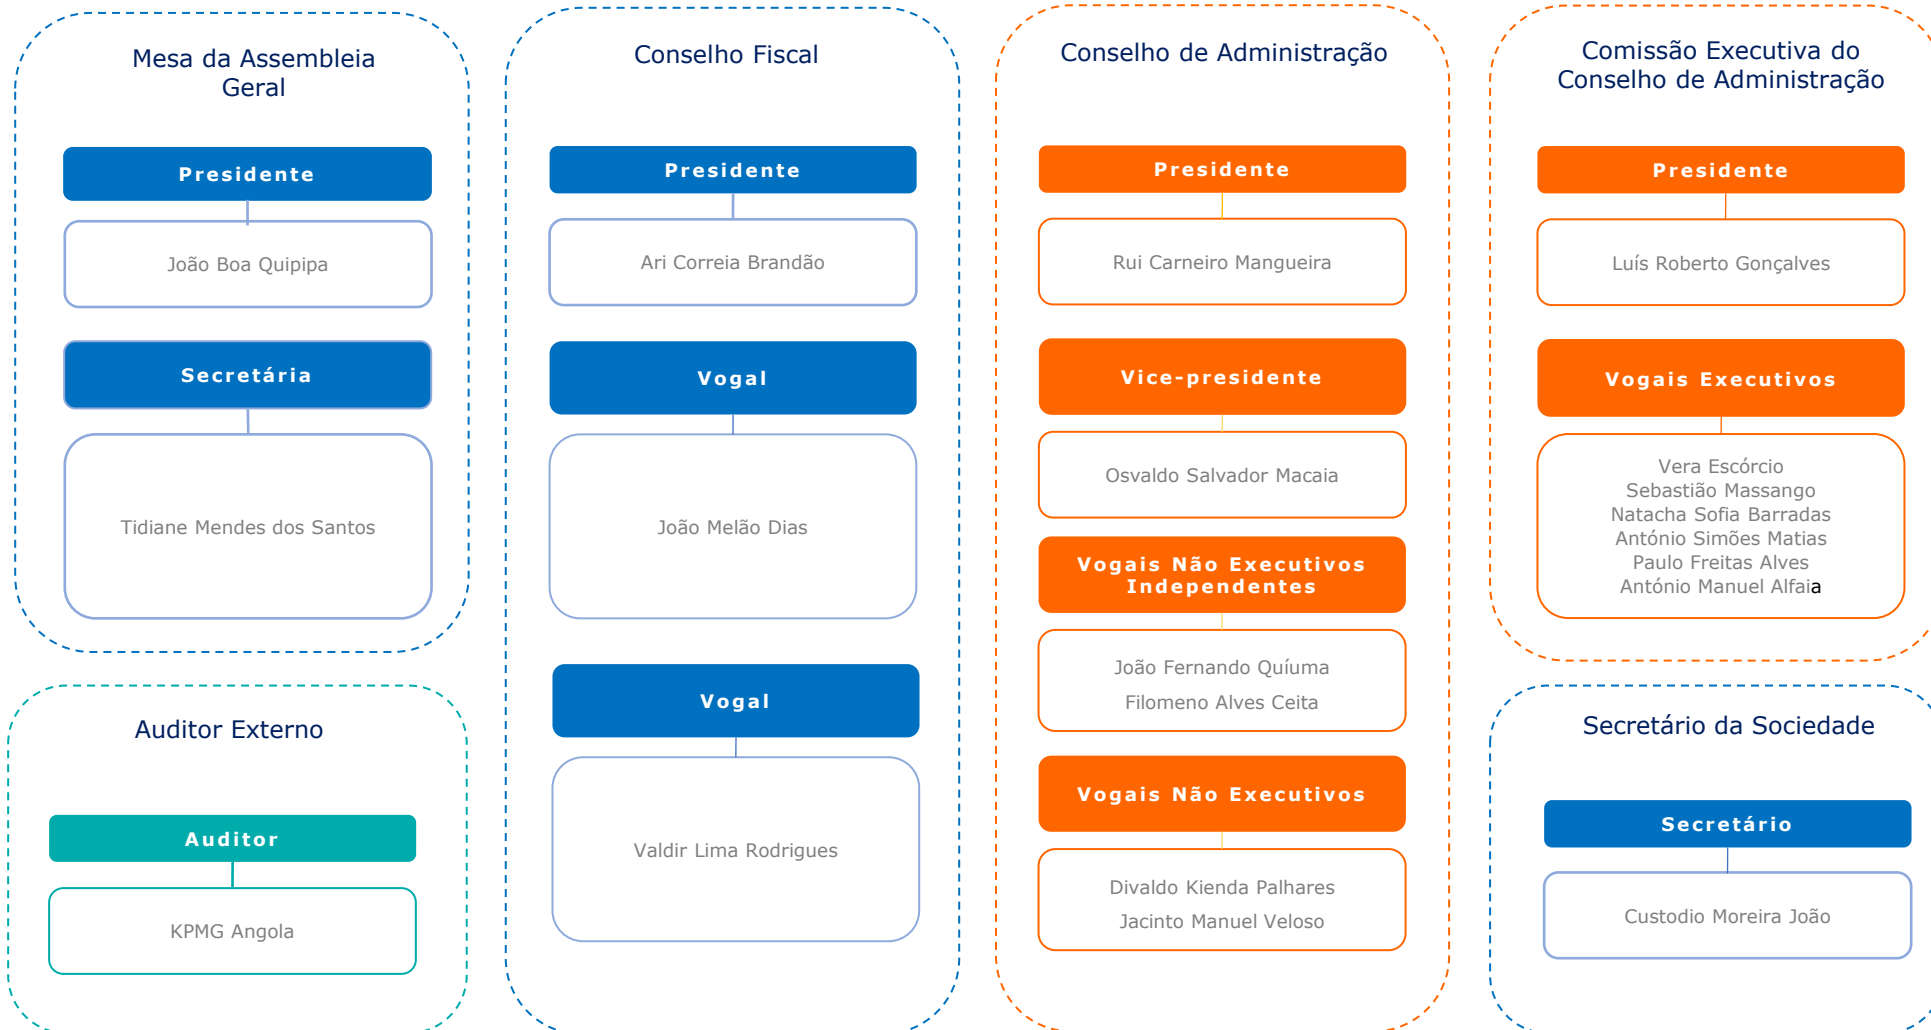 Mesa da Assembleia
Geral
Presidente
João Boa Quipipa
Secretária
Tidiane Mendes dos Santos
Auditor Externo
Auditor
KPMG Angola
Conselho Fiscal
Presidente
Ari Correia Brandão
Vogal
João Melão Dias
Vogal
Valdir Lima Rodrigues
Conselho de Administração
Presidente
Rui Carneiro Mangueira
Vice-presidente
Osvaldo Salvador Macaia
Vogais Não Executivos
Independentes
João Fernando Quíuma
Filomeno Alves Ceita
Vogais Não Executivos
Divaldo Kienda Palhares
Jacinto Manuel Veloso
Comissão Executiva do
Conselho de Administração
Presidente
Luís Roberto Gonçalves
Vogais Executivos
Vera Escórcio
Sebastião Massango
Natacha Sofia Barradas
António Simões Matias
Paulo Freitas Alves
António Manuel Alfaia
Secretário da Sociedade
Secretário
Custodio Moreira João